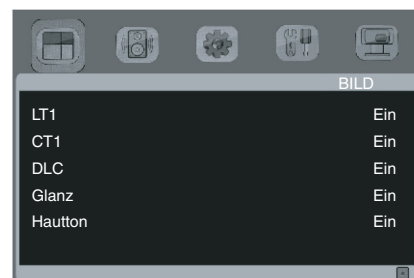 BILD
LT1 Ein
CT1 Ein
DLC Ein
Glanz Ein
Hautton Ein